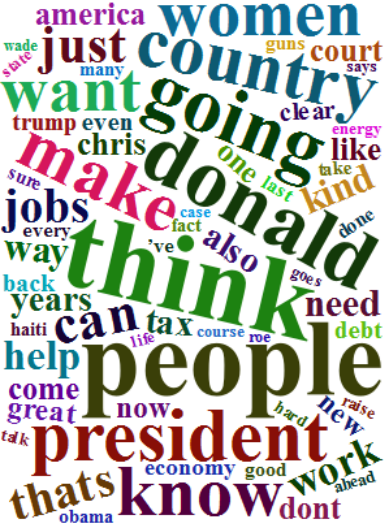 america
women
wade
just
country
guns
court
state
many
says
want
going
clear
trump
even
energy
chris
donald
one
like
make
last
take
kind
sure
jobs
case
fact
also
done
every
way
think
've
goes
back
years
can
tax
need
haiti
life
course
roe
debt
help
people
come
great
now
hard
new
raise
talk
president
economy
good
work
ahead
thats
know
dont
obama